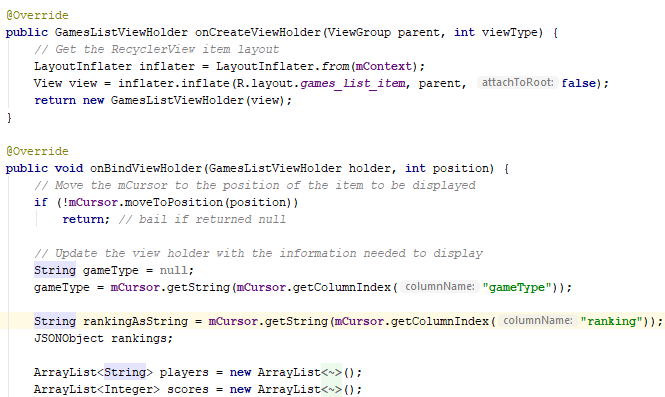 @Override
public GamesListViewHolder onCreateViewHolder(ViewGroup parent, int viewType) {
// Get the RecyclerView item layout
LayoutInflater inflater = LayoutInflater.from(mContext);
View view = inflater.inflate(R.layout.games_list_item, parent, attachToRoot: false);
return new GamesListViewHolder(view);
}
@Override
public void onBindViewHolder(GamesListViewHolder holder, int position) {
// Move the mCursor to the position of the item to be displayed
if (!mCursor.moveToPosition(position))
return; // bail if returned null
// Update the view holder with the information needed to display
String gameType = null;
gameType = mCursor.getString(mCursor.getColumnIndex( columnName: "gameType"));
String rankingAsString = mCursor.getString(mCursor.getColumnIndex( columnName: "ranking"));
JSONObject rankings;
ArrayList<String> players = new ArrayList<~>();
ArrayList<Integer> scores = new ArrayList<~>();